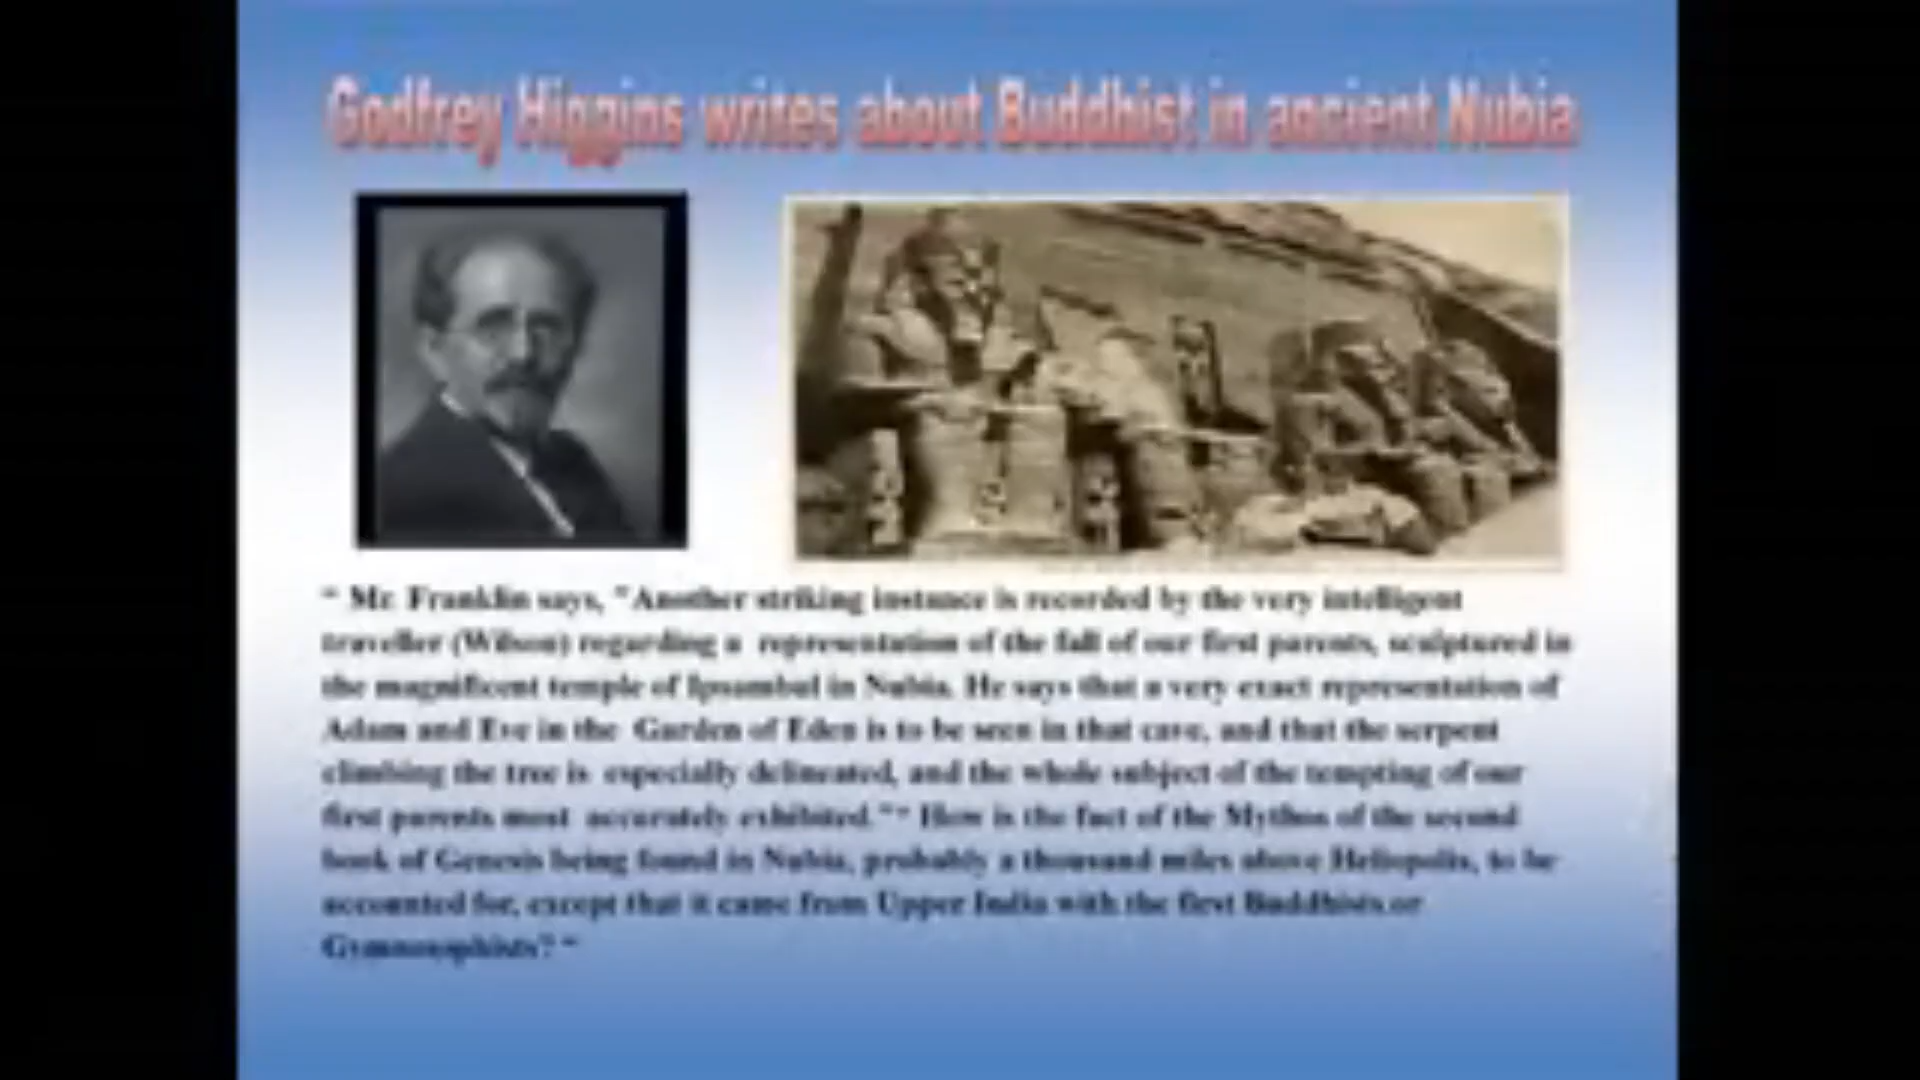 Godfrey Higgins writes about Buddhist in ancient Nubia
" Mr. Franklin says, "Another striking instance is recorded by the very intelligent
traveller (Wilson) regarding a representation of the fall of our first parents, sculptured in
the magnificent temple of Ipsambul in Nubia. He says that a very exact representation of
Adam and Eve in the Garden of Eden is to be seen in that cave, and that the serpent
climbing the tree is especially delineated, and the whole subject of the tempting of our
first parents most accurately exhibited."" How is the fact of the Mythos of the second
book of Genesis being found in Nubia, probably a thousand miles above Heliopolis, to be
accounted for, except that it came from Upper India with the first Buddhists or
Gymnosophists? "